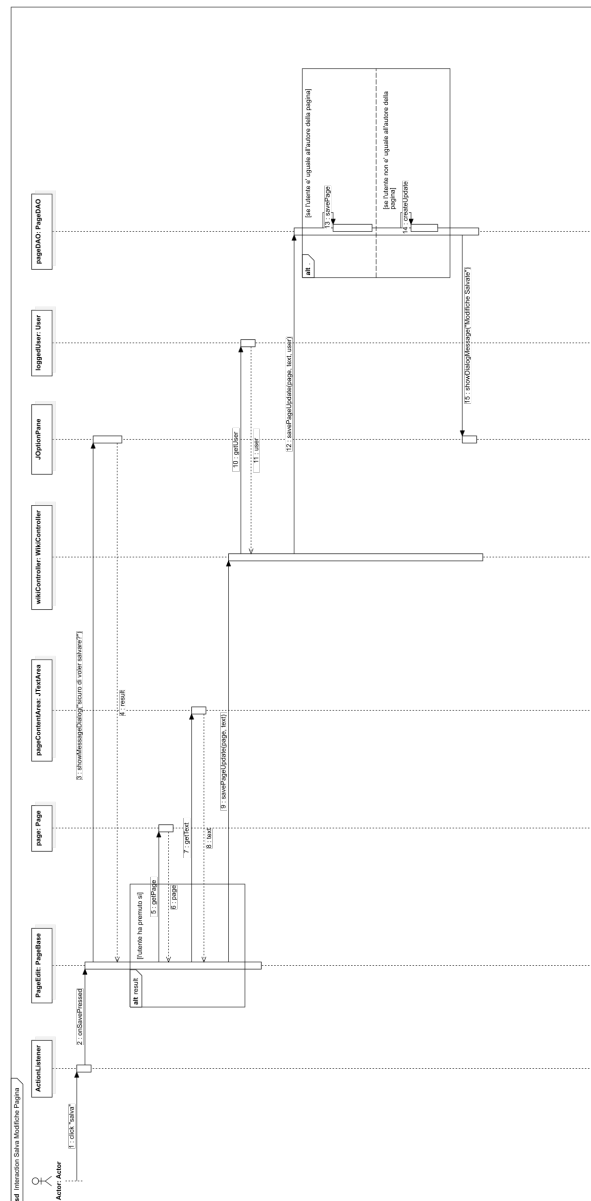 sd Interaction Salva Modifiche Pagina
Actor: Actor
ActionListener
PageEdit: PageBase
page: Page
pageContentArea: JTextArea
wikiController: WikiController
JOptionPane
loggedUser: User
pageDAO: PageDAO
1 : click "salva"
2 : onSavePressed
3 : showMessageDialog("sicuro di voler salvare?")
4 : result
alt result
[l'utente ha premuto si]
5 : getPage
6 : page
7 : getText
8 : text
9 : savePageUpdate(page, text)
10 : getUser
11 : user
12 : savePageUpdate(page, text, user)
alt
[se l'utente e' uguale all'autore della pagina]
13 : savePage
[se l'utente non e' uguale all'autore della
pagina]
14 : createUpdate
15 : showDialogMessage("Modifiche Salvate")